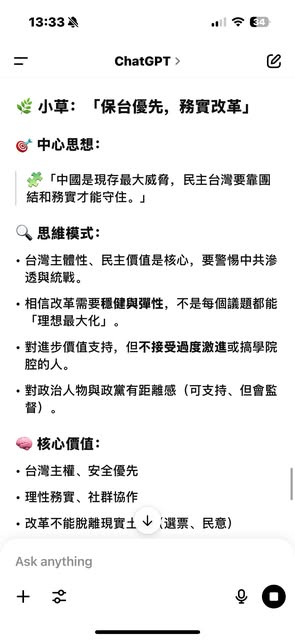 13:33
34
ChatGPT >
🌿 小草：「保台優先，務實改革」
🎯 中心思想：
🧩「中國是現存最大威脅，民主台灣要靠團
結和務實才能守住。」
🔍 思維模式：
• 台灣主體性、民主價值是核心，要警惕中共滲
透與統戰。
• 相信改革需要穩健與彈性，不是每個議題都能
「理想最大化」。
• 對進步價值支持，但不接受過度激進或搞學院
腔的人。
• 對政治人物與政黨有距離感（可支持、但會監
督）。
🧠 核心價值：
• 台灣主權、安全優先
• 理性務實、社群協作
• 改革不能脫離現實土（選票、民意）
Ask anything